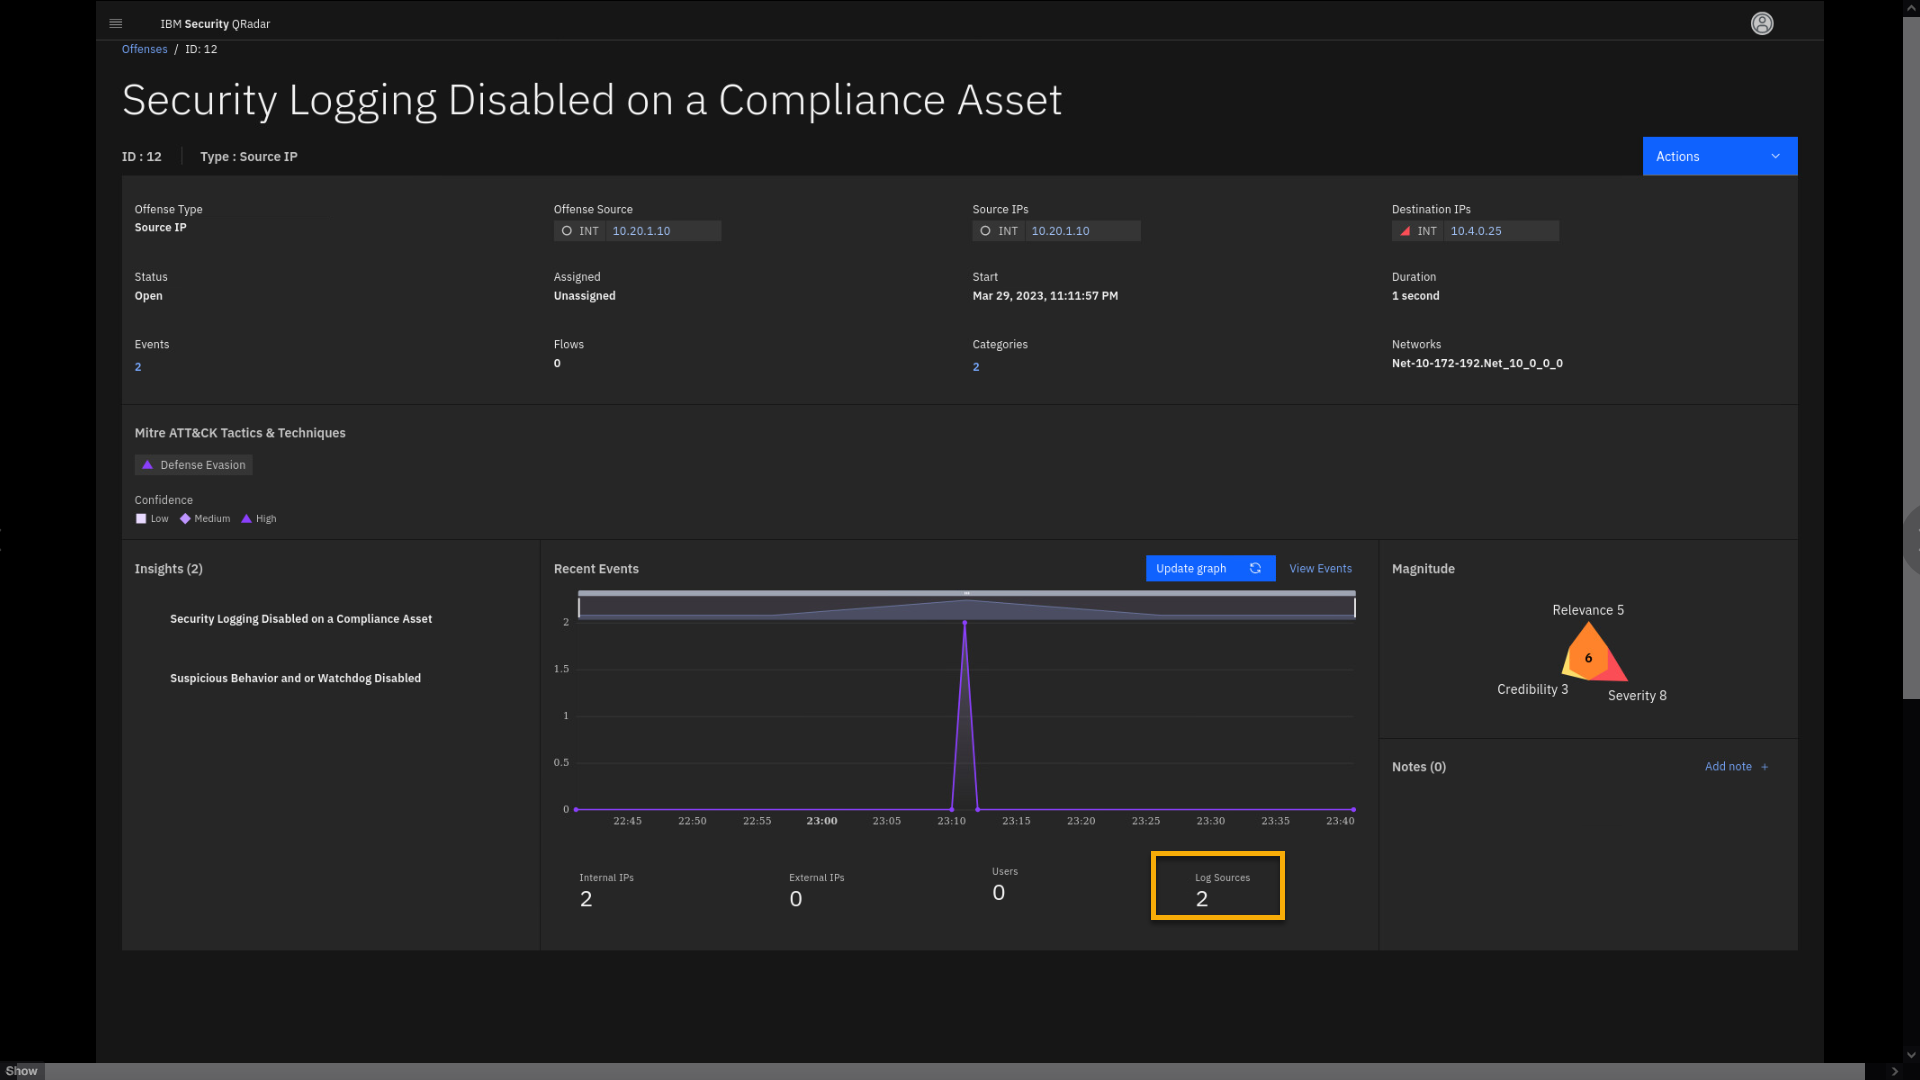 IBM Security QRadar
Offenses / ID: 12
Security Logging Disabled on a Compliance Asset
ID : 12 Type : Source IP
Actions
Offense Type
Source IP
Offense Source
INT 10.20.1.10
Source IPs
INT 10.20.1.10
Destination IPs
INT 10.4.0.25
Status
Open
Assigned
Unassigned
Start
Mar 29, 2023, 11:11:57 PM
Duration
1 second
Events
2
Flows
0
Categories
2
Networks
Net-10-172-192.Net_10_0_0_0
Mitre ATT&CK Tactics & Techniques
Defense Evasion
Confidence
Low Medium High
Insights (2)
Security Logging Disabled on a Compliance Asset
Suspicious Behavior and or Watchdog Disabled
Recent Events
Update graph
View Events
2
1.5
1
0.5
0
22:45 22:50 22:55 23:00 23:05 23:10 23:15 23:20 23:25 23:30 23:35 23:40
Internal IPs
2
External IPs
0
Users
0
Log Sources
2
Magnitude
Relevance 5
6
Credibility 3
Severity 8
Notes (0)
Add note +
Show